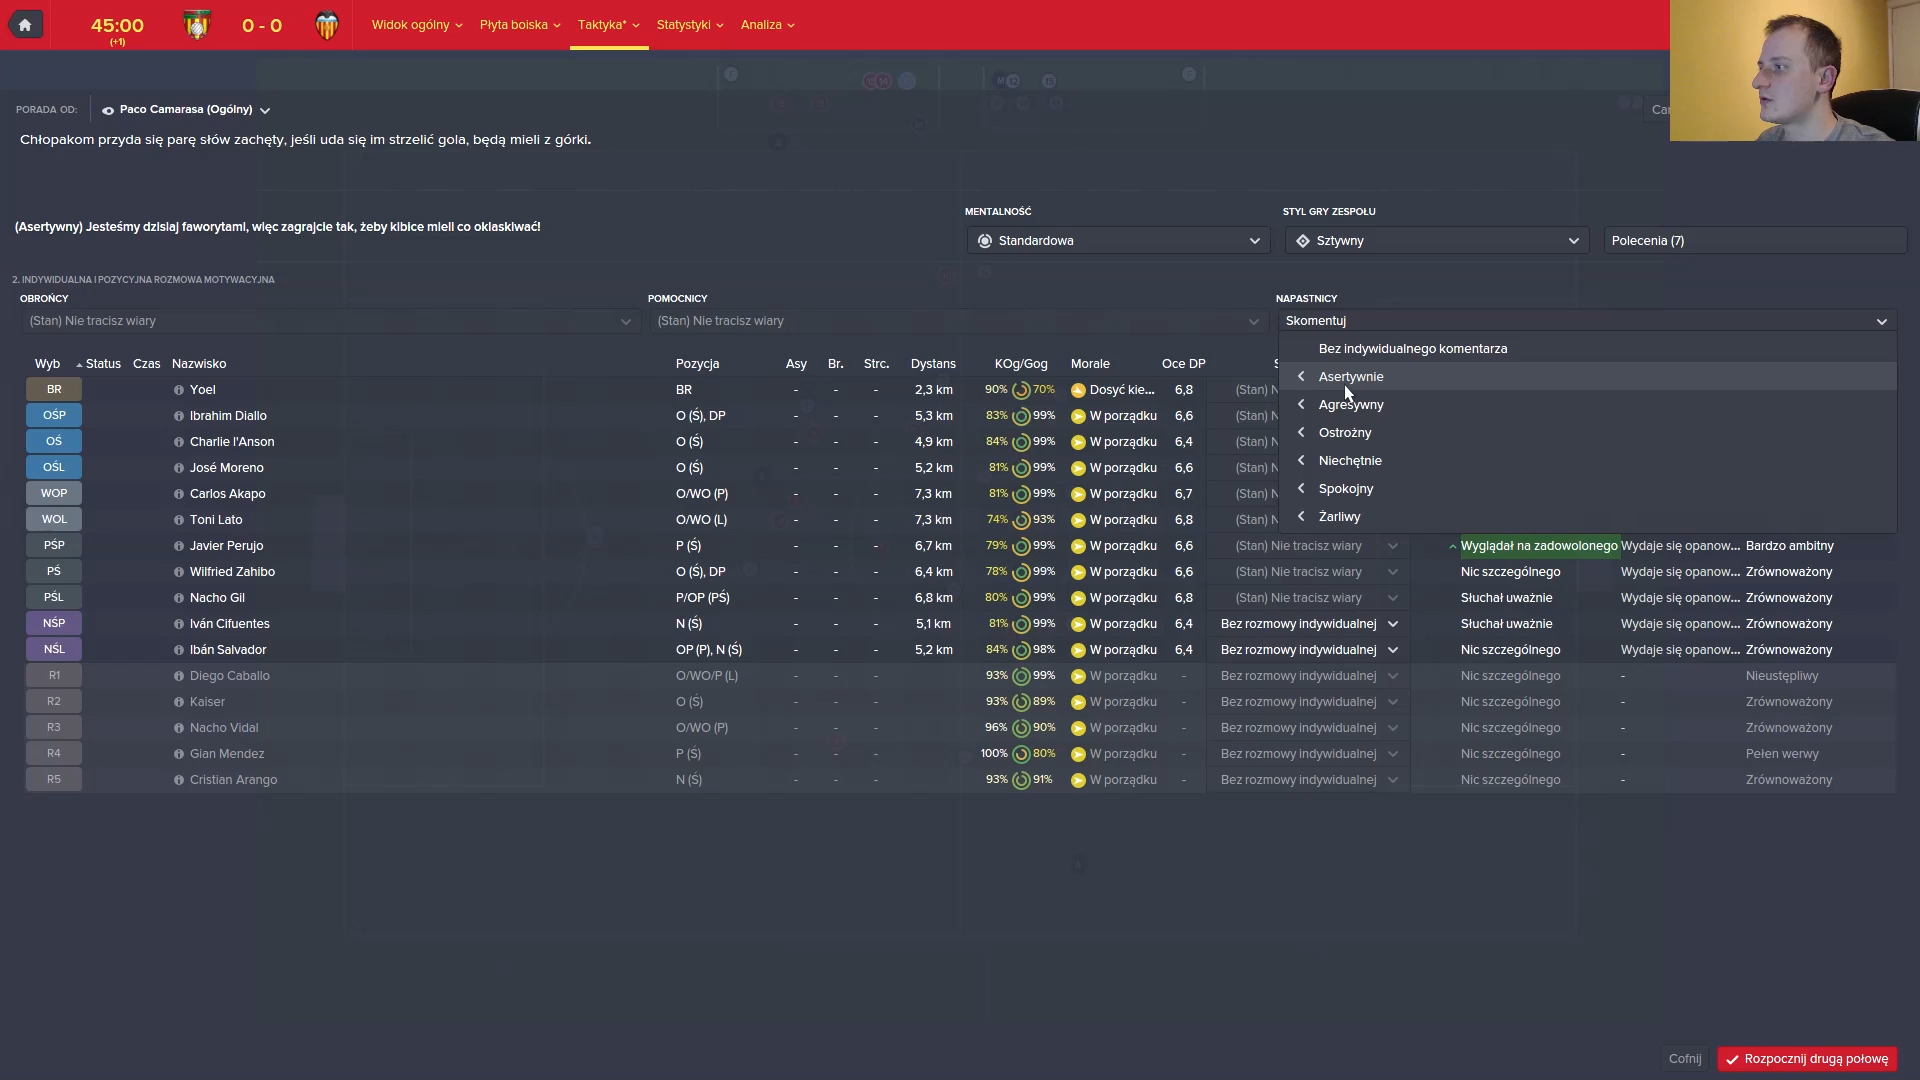 45:00
(+1)
0 - 0
Widok ogólny
Płyta boiska
Taktyka*
Statystyki
Analiza
PORADA OD:
Paco Camarasa (Ogólny)
Chłopakom przyda się parę słów zachęty, jeśli uda się im strzelić gola, będą mieli z górki.
(Asertywny) Jesteśmy dzisiaj faworytami, więc zagrajcie tak, żeby kibice mieli co oklaskiwać!
MENTALNOŚĆ
Standardowa
STYL GRY ZESPOŁU
Sztywny
Polecenia (7)
2. INDYWIDUALNA I POZYCYJNA ROZMOWA MOTYWACYJNA
OBROŃCY
(Stan) Nie tracisz wiary
POMOCNICY
(Stan) Nie tracisz wiary
NAPASTNICY
Skomentuj
Bez indywidualnego komentarza
Asertywnie
Agresywny
Ostrożny
Niechętnie
Spokojny
Żarliwy
Wyb Status Czas Nazwisko Pozycja Asy Br. Strc. Dystans KOg/Gog Morale Oce DP
BR Yoel BR - - - 2,3 km 90% 70% Dosyć kie... 6,8 (Stan) N
OŚP Ibrahim Diallo O (Ś), DP - - - 5,3 km 83% 99% W porządku 6,6 (Stan) N
OŚ Charlie l'Anson O (Ś) - - - 4,9 km 84% 99% W porządku 6,4 (Stan) N
OŚL José Moreno O (Ś) - - - 5,2 km 81% 99% W porządku 6,6 (Stan) N
WOP Carlos Akapo O/WO (P) - - - 7,3 km 81% 99% W porządku 6,7 (Stan) N
WOL Toni Lato O/WO (L) - - - 7,3 km 74% 93% W porządku 6,8 (Stan) N
PŚP Javier Perujo P (Ś) - - - 6,7 km 79% 99% W porządku 6,6 (Stan) Nie tracisz wiary Wyglądał na zadowolonego Wydaje się opanow... Bardzo ambitny
PŚ Wilfried Zahibo O (Ś), DP - - - 6,4 km 78% 99% W porządku 6,6 (Stan) Nie tracisz wiary Nic szczególnego Wydaje się opanow... Zrównoważony
PŚL Nacho Gil P/OP (PŚ) - - - 6,8 km 80% 99% W porządku 6,8 (Stan) Nie tracisz wiary Słuchał uważnie Wydaje się opanow... Zrównoważony
NŚP Iván Cifuentes N (Ś) - - - 5,1 km 81% 99% W porządku 6,4 Bez rozmowy indywidualnej Słuchał uważnie Wydaje się opanow... Zrównoważony
NŚL Ibán Salvador OP (P), N (Ś) - - - 5,2 km 84% 98% W porządku 6,4 Bez rozmowy indywidualnej Nic szczególnego Wydaje się opanow... Zrównoważony
R1 Diego Caballo O/WO/P (L) - - - 93% 99% W porządku - Bez rozmowy indywidualnej Nic szczególnego - Nieustępliwy
R2 Kaiser O (Ś) - - - 93% 89% W porządku - Bez rozmowy indywidualnej Nic szczególnego - Zrównoważony
R3 Nacho Vidal O/WO (P) - - - 96% 90% W porządku - Bez rozmowy indywidualnej Nic szczególnego - Zrównoważony
R4 Gian Mendez P (Ś) - - - 100% 80% W porządku - Bez rozmowy indywidualnej Nic szczególnego - Pełen werwy
R5 Cristian Arango N (Ś) - - - 93% 91% W porządku - Bez rozmowy indywidualnej Nic szczególnego - Zrównoważony
Cofnij
Rozpocznij drugą połowę